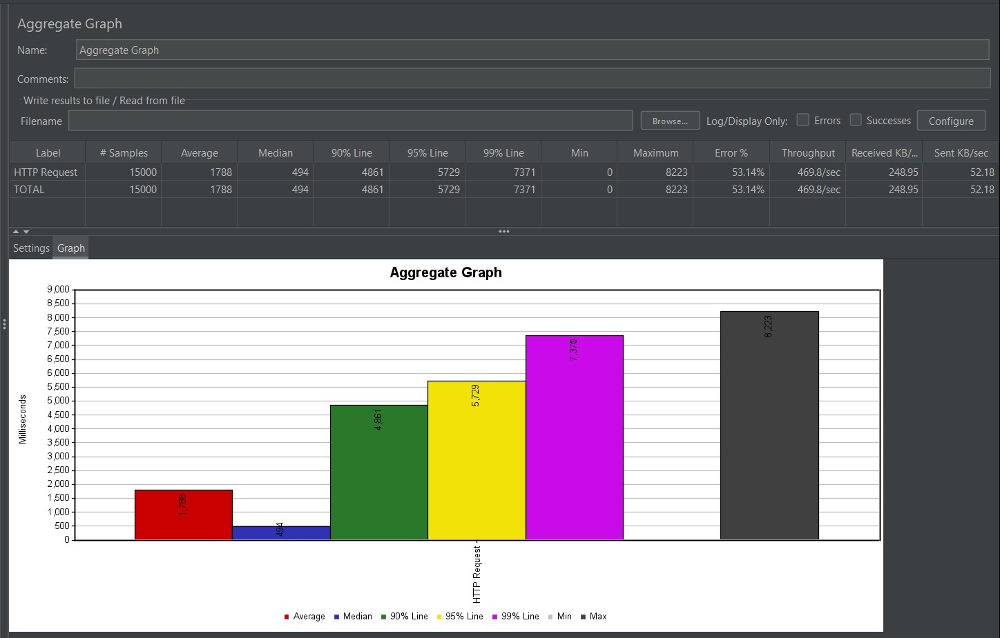 Aggregate Graph
Name: Aggregate Graph
Comments:
Write results to file / Read from file
Filename Browse... Log/Display Only: Errors Successes Configure
Label # Samples Average Median 90% Line 95% Line 99% Line Min Maximum Error % Throughput Received KB/... Sent KB/sec
HTTP Request 15000 1788 494 4861 5729 7371 0 8223 53.14% 469.8/sec 248.95 52.18
TOTAL 15000 1788 494 4861 5729 7371 0 8223 53.14% 469.8/sec 248.95 52.18
Settings Graph
Aggregate Graph
9,000
8,500
8,000
7,500
7,000
6,500
6,000
5,500
5,000
4,500
4,000
3,500
3,000
2,500
2,000
1,500
1,000
500
0
Milliseconds
1,788
494
4,861
5,729
8,223
HTTP Request
Average Median 90% Line 95% Line 99% Line Min Max